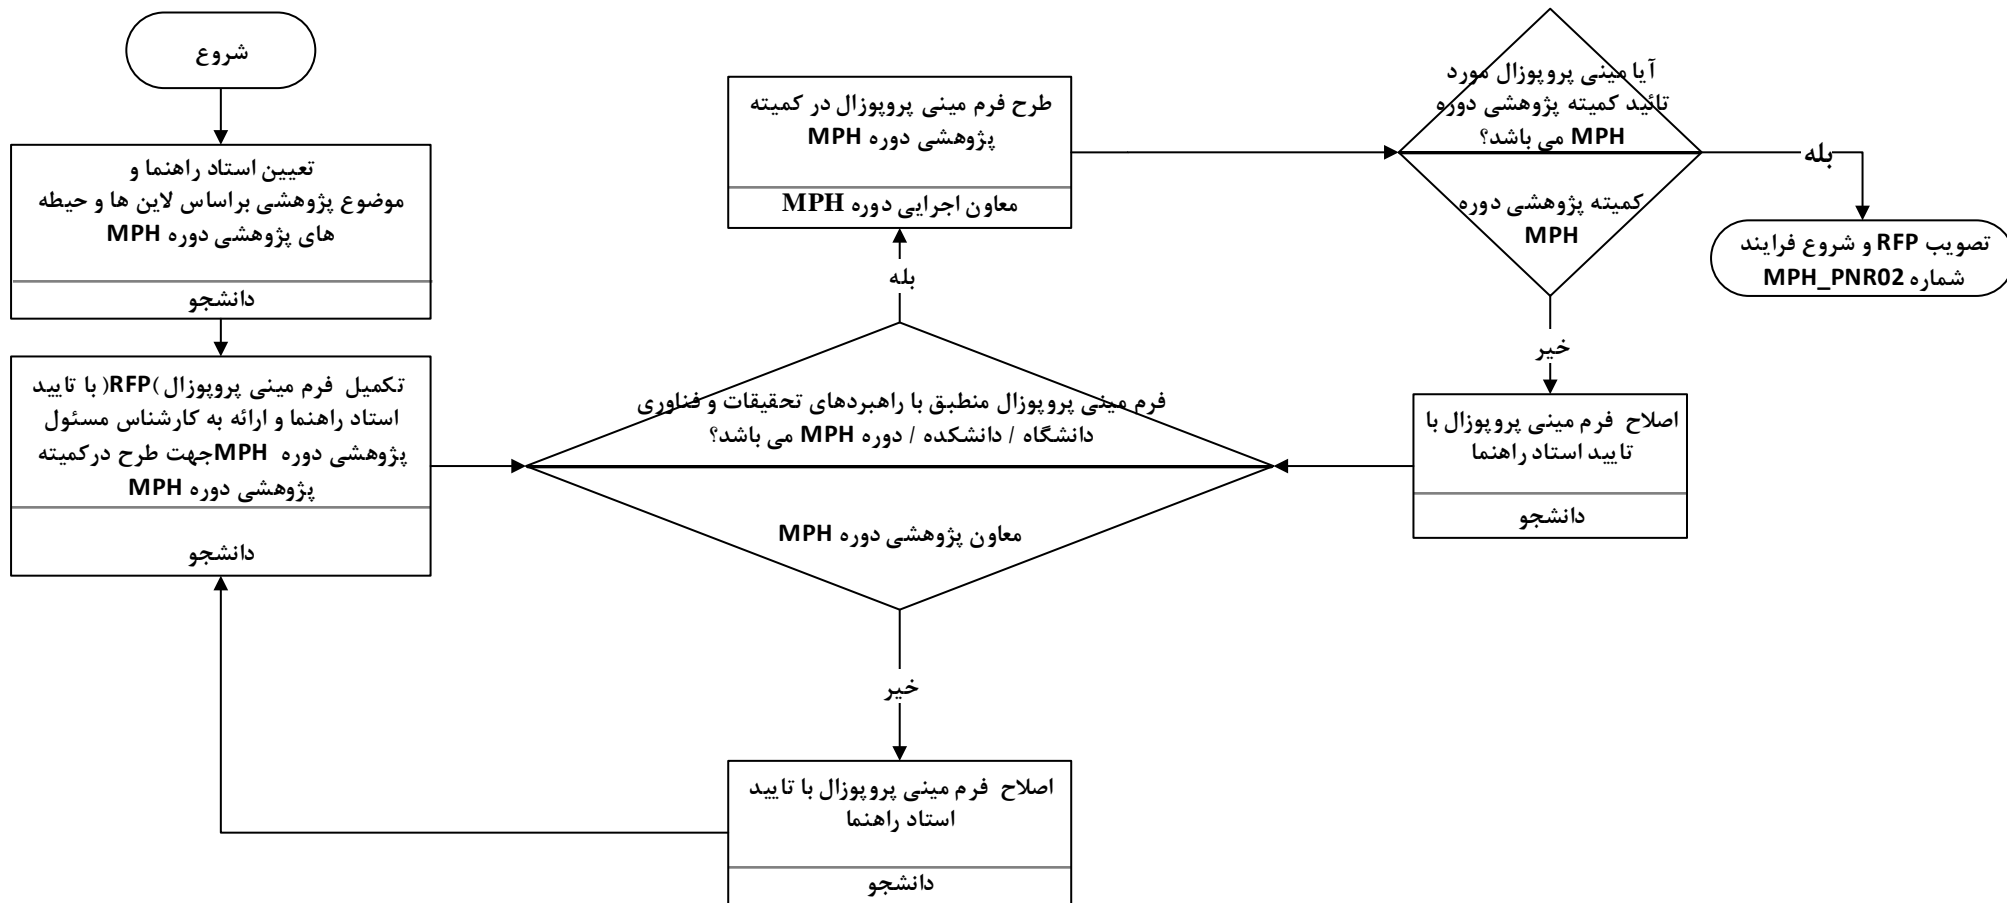 شروع
تعیین استاد راهنما و
موضوع پژوهشی براساس لاین ها و حیطه
های پژوهشی دوره MPH
دانشجو
تکمیل فرم مینی پروپوزال )RFP( با تایید
استاد راهنما و ارائه به کارشناس مسئول
پژوهشی دوره MPHجهت طرح درکمیته
پژوهشی دوره MPH
دانشجو
فرم مینی پروپوزال منطبق با راهبردهای تحقیقات و فناوری
دانشگاه / دانشکده / دوره MPH می باشد؟
معاون پژوهشی دوره MPH
بله
طرح فرم مینی پروپوزال در کمیته
پژوهشی دوره MPH
معاون اجرایی دوره MPH
خیر
اصلاح فرم مینی پروپوزال با تایید
استاد راهنما
دانشجو
آیا مینی پروپوزال مورد
تائید کمیته پژوهشی دوره
MPH می باشد؟
کمیته پژوهشی دوره
MPH
بله
تصویب RFP و شروع فرایند
شماره MPH_PNR02
خیر
اصلاح فرم مینی پروپوزال با
تایید استاد راهنما
دانشجو